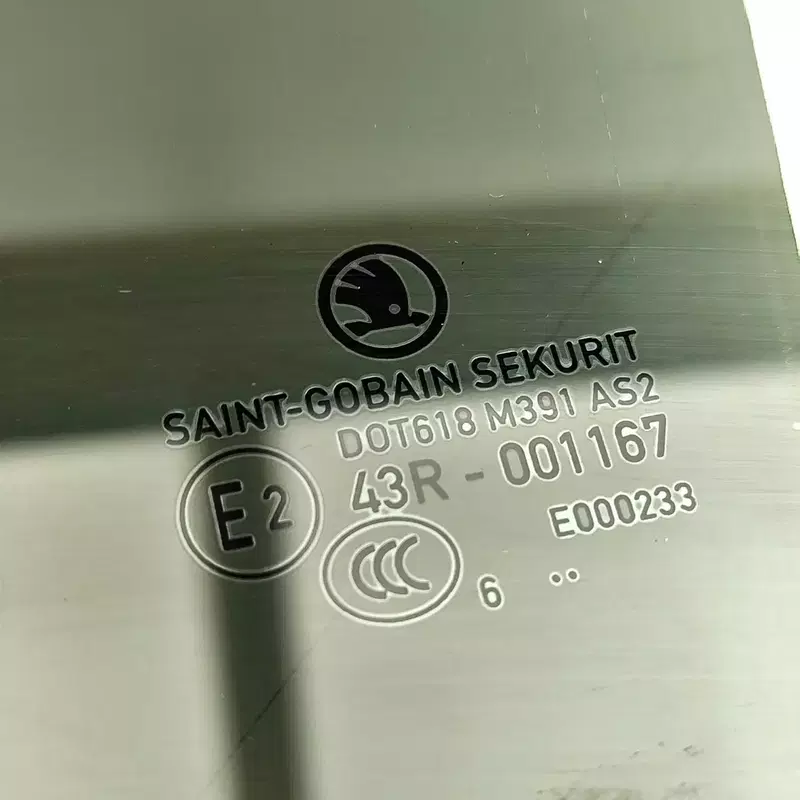 SAINT-GOBAIN SEKURIT
DOT618 M391 AS2
E2
43R - 001167
E000233
CCC
6 ..